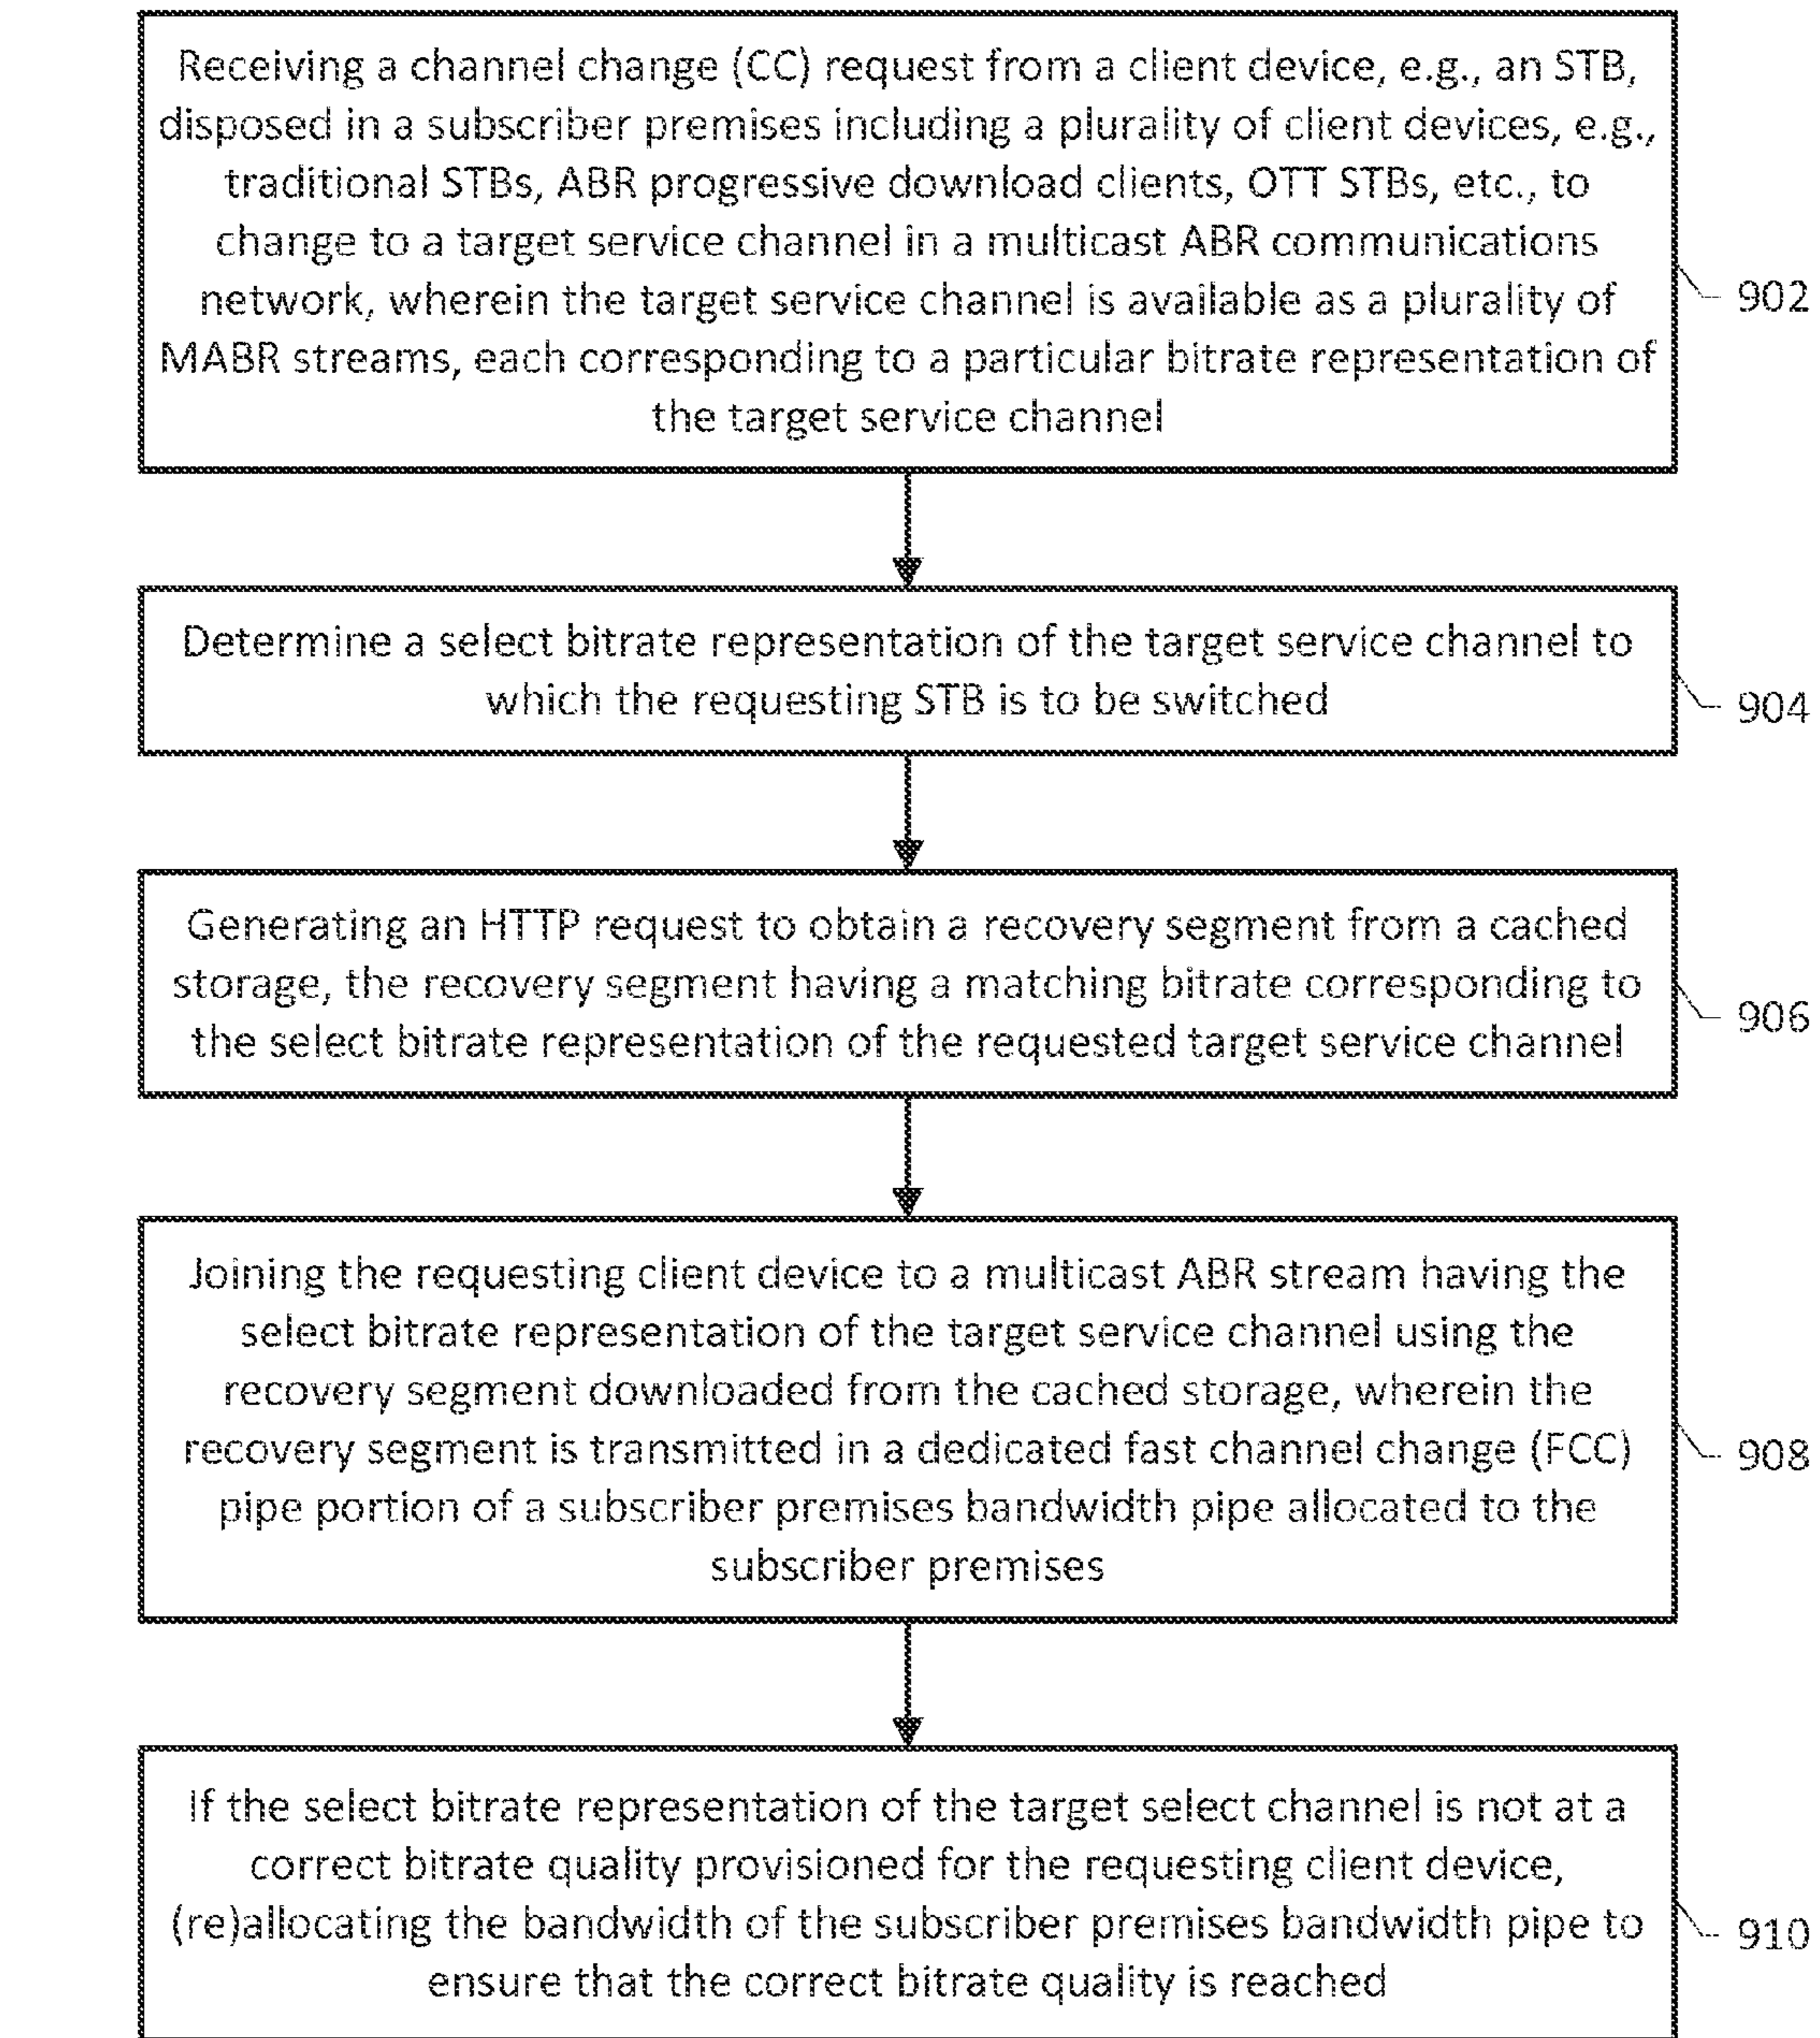 Receiving a channel change (CC) request from a client device, e.g., an STB,
disposed in a subscriber premises including a plurality of client devices, e.g.,
traditional STBs, ABR progressive download clients, OTT STBs, etc., to
change to a target service channel in a multicast ABR communications
network, wherein the target service channel is available as a plurality of
MABR streams, each corresponding to a particular bitrate representation of
the target service channel
902
Determine a select bitrate representation of the target service channel to
which the requesting STB is to be switched
904
Generating an HTTP request to obtain a recovery segment from a cached
storage, the recovery segment having a matching bitrate corresponding to
the select bitrate representation of the requested target service channel
906
Joining the requesting client device to a multicast ABR stream having the
select bitrate representation of the target service channel using the
recovery segment downloaded from the cached storage, wherein the
recovery segment is transmitted in a dedicated fast channel change (FCC)
pipe portion of a subscriber premises bandwidth pipe allocated to the
subscriber premises
908
If the select bitrate representation of the target select channel is not at a
correct bitrate quality provisioned for the requesting client device,
(re)allocating the bandwidth of the subscriber premises bandwidth pipe to
ensure that the correct bitrate quality is reached
910